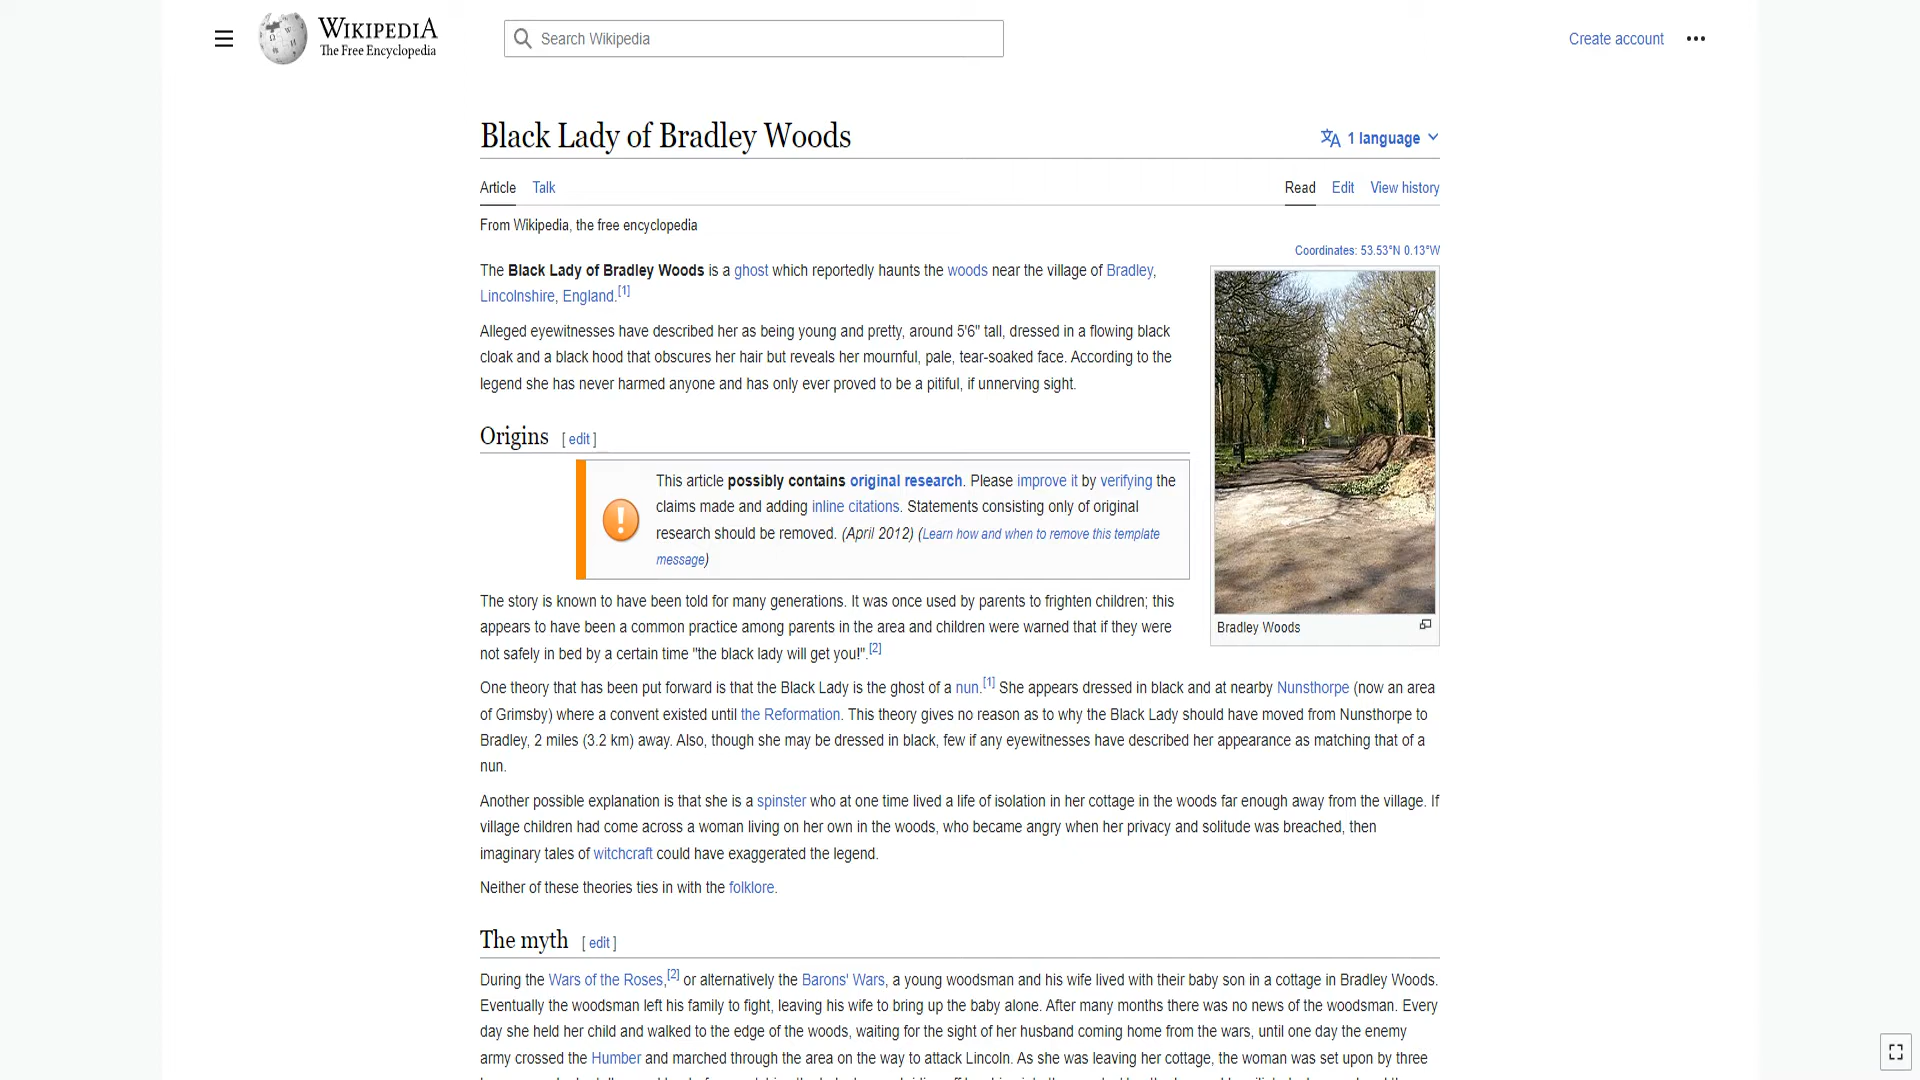 WIKIPEDIA
The Free Encyclopedia
Search Wikipedia
Create account
Black Lady of Bradley Woods
1 language
Article Talk
Read Edit View history
From Wikipedia, the free encyclopedia
Coordinates: 53.53°N 0.13°W
The Black Lady of Bradley Woods is a ghost which reportedly haunts the woods near the village of Bradley,
Lincolnshire, England.[1]
Alleged eyewitnesses have described her as being young and pretty, around 5'6" tall, dressed in a flowing black
cloak and a black hood that obscures her hair but reveals her mournful, pale, tear-soaked face. According to the
legend she has never harmed anyone and has only ever proved to be a pitiful, if unnerving sight.
Bradley Woods
Origins [ edit ]
This article possibly contains original research. Please improve it by verifying the
claims made and adding inline citations. Statements consisting only of original
research should be removed. (April 2012) (Learn how and when to remove this template
message)
The story is known to have been told for many generations. It was once used by parents to frighten children; this
appears to have been a common practice among parents in the area and children were warned that if they were
not safely in bed by a certain time "the black lady will get you!".[2]
One theory that has been put forward is that the Black Lady is the ghost of a nun.[1] She appears dressed in black and at nearby Nunsthorpe (now an area
of Grimsby) where a convent existed until the Reformation. This theory gives no reason as to why the Black Lady should have moved from Nunsthorpe to
Bradley, 2 miles (3.2 km) away. Also, though she may be dressed in black, few if any eyewitnesses have described her appearance as matching that of a
nun.
Another possible explanation is that she is a spinster who at one time lived a life of isolation in her cottage in the woods far enough away from the village. If
village children had come across a woman living on her own in the woods, who became angry when her privacy and solitude was breached, then
imaginary tales of witchcraft could have exaggerated the legend.
Neither of these theories ties in with the folklore.
The myth [ edit ]
During the Wars of the Roses,[2] or alternatively the Barons' Wars, a young woodsman and his wife lived with their baby son in a cottage in Bradley Woods.
Eventually the woodsman left his family to fight, leaving his wife to bring up the baby alone. After many months there was no news of the woodsman. Every
day she held her child and walked to the edge of the woods, waiting for the sight of her husband coming home from the wars, until one day the enemy
army crossed the Humber and marched through the area on the way to attack Lincoln. As she was leaving her cottage, the woman was set upon by three